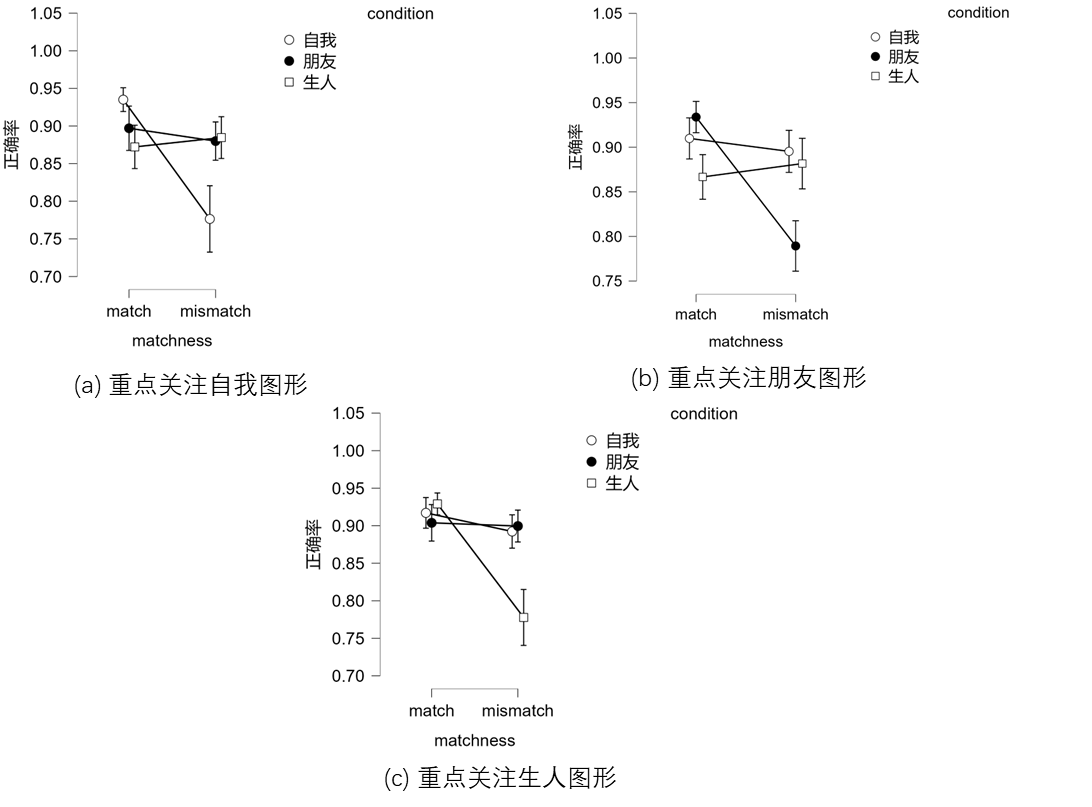 condition
自我
朋友
生人
1.05
1.00
0.95
0.90
0.85
0.80
0.75
0.70
正确率
match mismatch
matchness
(a) 重点关注自我图形
condition
自我
朋友
生人
1.05
1.00
0.95
0.90
0.85
0.80
0.75
正确率
match mismatch
matchness
(b) 重点关注朋友图形
condition
自我
朋友
生人
1.05
1.00
0.95
0.90
0.85
0.80
0.75
0.70
正确率
match mismatch
matchness
(c) 重点关注生人图形